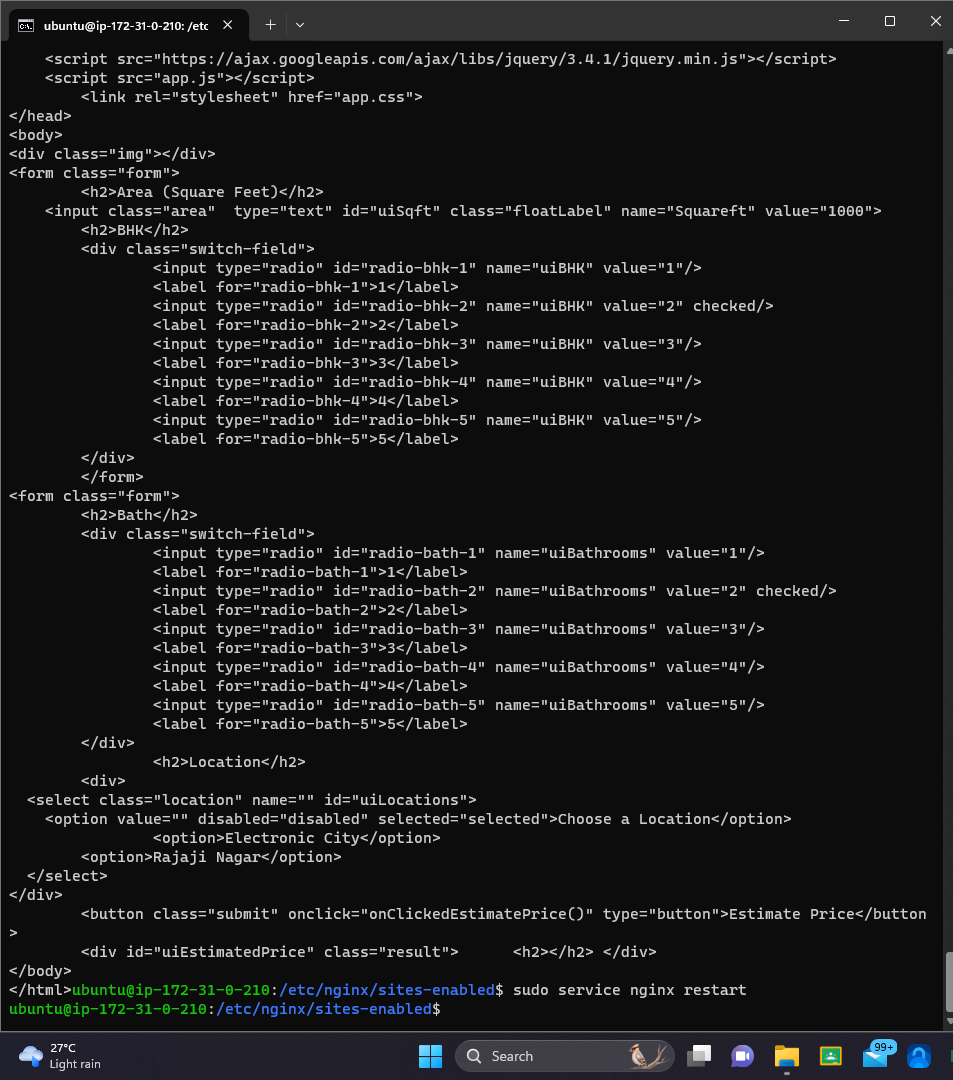 ubuntu@ip-172-31-0-210: /etc
    <script src="https://ajax.googleapis.com/ajax/libs/jquery/3.4.1/jquery.min.js"></script>
    <script src="app.js"></script>
        <link rel="stylesheet" href="app.css">
</head>
<body>
<div class="img"></div>
<form class="form">
        <h2>Area (Square Feet)</h2>
    <input class="area"  type="text" id="uiSqft" class="floatLabel" name="Squareft" value="1000">
        <h2>BHK</h2>
        <div class="switch-field">
                <input type="radio" id="radio-bhk-1" name="uiBHK" value="1"/>
                <label for="radio-bhk-1">1</label>
                <input type="radio" id="radio-bhk-2" name="uiBHK" value="2" checked/>
                <label for="radio-bhk-2">2</label>
                <input type="radio" id="radio-bhk-3" name="uiBHK" value="3"/>
                <label for="radio-bhk-3">3</label>
                <input type="radio" id="radio-bhk-4" name="uiBHK" value="4"/>
                <label for="radio-bhk-4">4</label>
                <input type="radio" id="radio-bhk-5" name="uiBHK" value="5"/>
                <label for="radio-bhk-5">5</label>
        </div>
        </form>
<form class="form">
        <h2>Bath</h2>
        <div class="switch-field">
                <input type="radio" id="radio-bath-1" name="uiBathrooms" value="1"/>
                <label for="radio-bath-1">1</label>
                <input type="radio" id="radio-bath-2" name="uiBathrooms" value="2" checked/>
                <label for="radio-bath-2">2</label>
                <input type="radio" id="radio-bath-3" name="uiBathrooms" value="3"/>
                <label for="radio-bath-3">3</label>
                <input type="radio" id="radio-bath-4" name="uiBathrooms" value="4"/>
                <label for="radio-bath-4">4</label>
                <input type="radio" id="radio-bath-5" name="uiBathrooms" value="5"/>
                <label for="radio-bath-5">5</label>
        </div>
                <h2>Location</h2>
        <div>
  <select class="location" name="" id="uiLocations">
    <option value="" disabled="disabled" selected="selected">Choose a Location</option>
                <option>Electronic City</option>
        <option>Rajaji Nagar</option>
  </select>
</div>
        <button class="submit" onclick="onClickedEstimatePrice()" type="button">Estimate Price</button
>
        <div id="uiEstimatedPrice" class="result">      <h2></h2> </div>
</body>
</html>ubuntu@ip-172-31-0-210:/etc/nginx/sites-enabled$ sudo service nginx restart
ubuntu@ip-172-31-0-210:/etc/nginx/sites-enabled$
27°C
Light rain
Search
99+